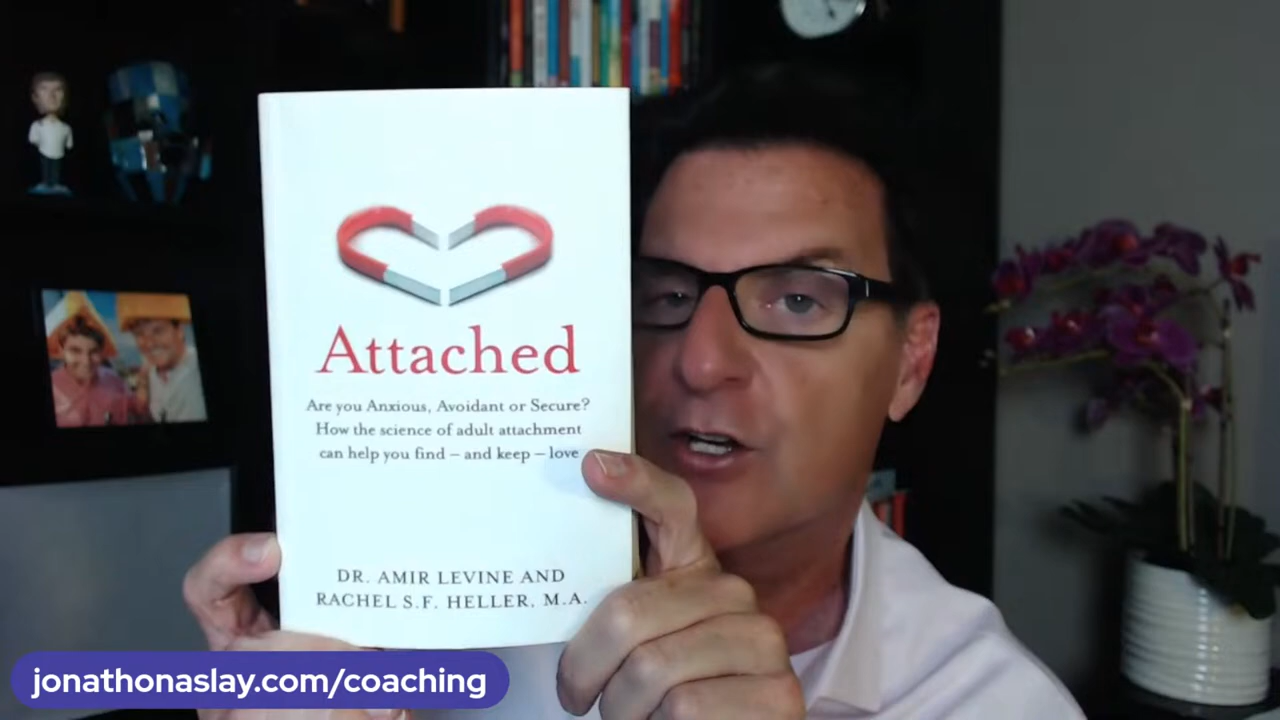 Attached
Are you Anxious, Avoidant or Secure?
How the science of adult attachment
can help you find – and keep – love
DR. AMIR LEVINE AND
RACHEL S.F. HELLER, M.A.
jonathonaslay.com/coaching